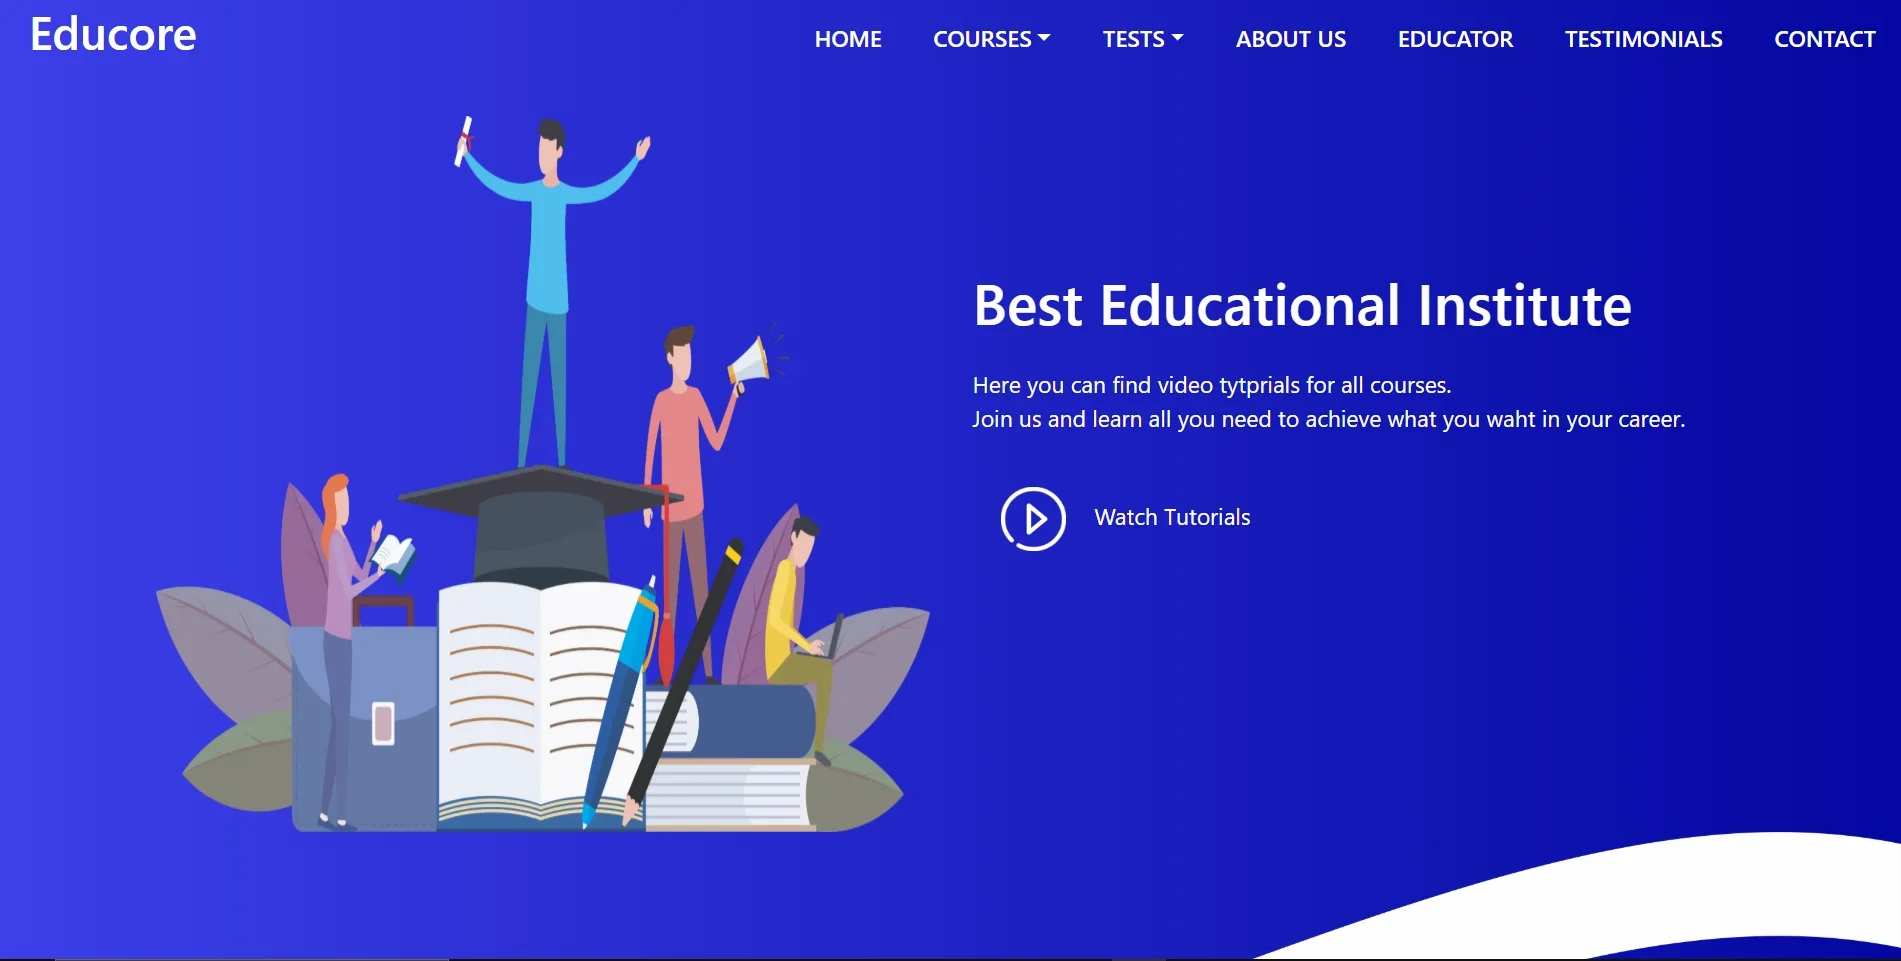 Educore
HOME COURSES TESTS ABOUT US EDUCATOR TESTIMONIALS CONTACT
Best Educational Institute
Here you can find video tytprials for all courses.
Join us and learn all you need to achieve what you waht in your career.
Watch Tutorials